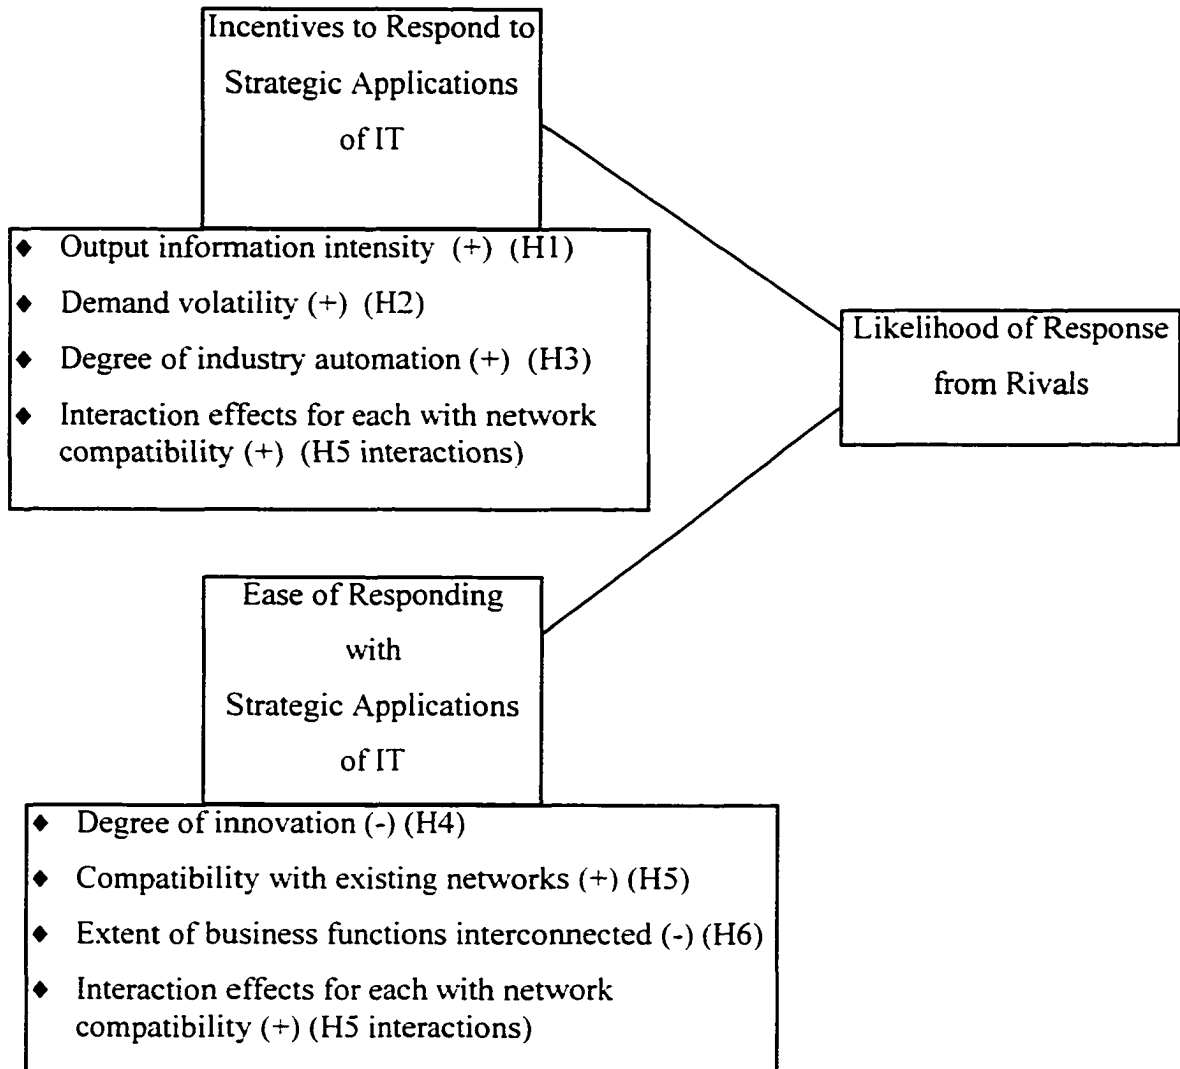 Incentives to Respond to
Strategic Applications
of IT
◆ Output information intensity (+) (H1)
◆ Demand volatility (+) (H2)
◆ Degree of industry automation (+) (H3)
◆ Interaction effects for each with network
compatibility (+) (H5 interactions)
Likelihood of Response
from Rivals
Ease of Responding
with
Strategic Applications
of IT
◆ Degree of innovation (-) (H4)
◆ Compatibility with existing networks (+) (H5)
◆ Extent of business functions interconnected (-) (H6)
◆ Interaction effects for each with network
compatibility (+) (H5 interactions)